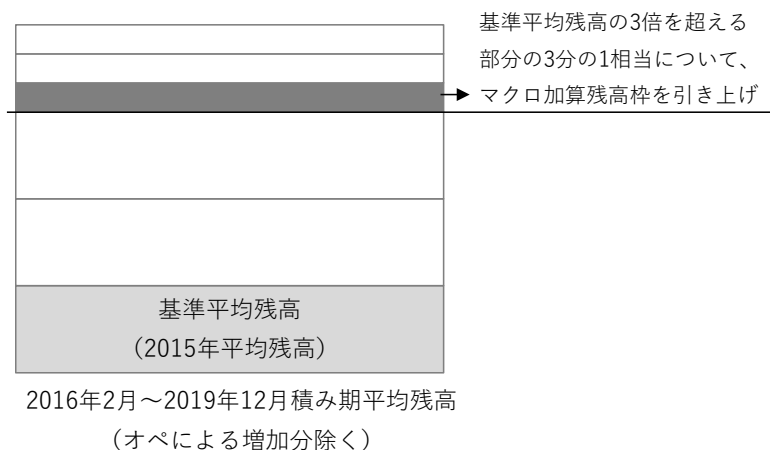 基準平均残高の3倍を超える
部分の3分の1相当について、
マクロ加算残高枠を引き上げ
基準平均残高
（2015年平均残高）
2016年2月～2019年12月積み期平均残高
（オペによる増加分除く）